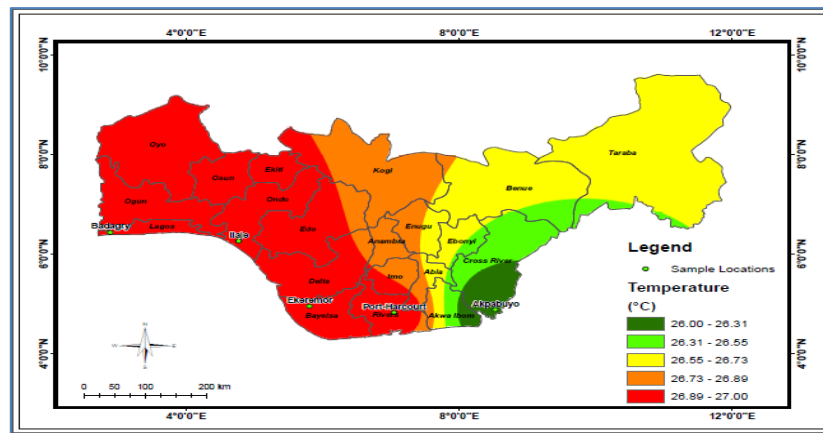 4°0'0"E 8°0'0"E 12°0'0"E
10°0'0"N 10°0'0"N
8°0'0"N 8°0'0"N
6°0'0"N 6°0'0"N
4°0'0"N 4°0'0"N
Oyo
Osun
Ekiti
Kogi
Benue
Taraba
Ogun
Ondo
Lagos
Badagry
Ilaje
Edo
Enugu
Anambra
Ebonyi
Cross River
Imo
Abia
Delta
Ekeremor
Bayelsa
Port-Harcourt
Rivers
Akwa Ibom
Akpabuyo
Legend
Sample Locations
Temperature
(°C)
26.00 - 26.31
26.31 - 26.55
26.55 - 26.73
26.73 - 26.89
26.89 - 27.00
N
W E
S
0 50 100 200 km
4°0'0"E 8°0'0"E 12°0'0"E